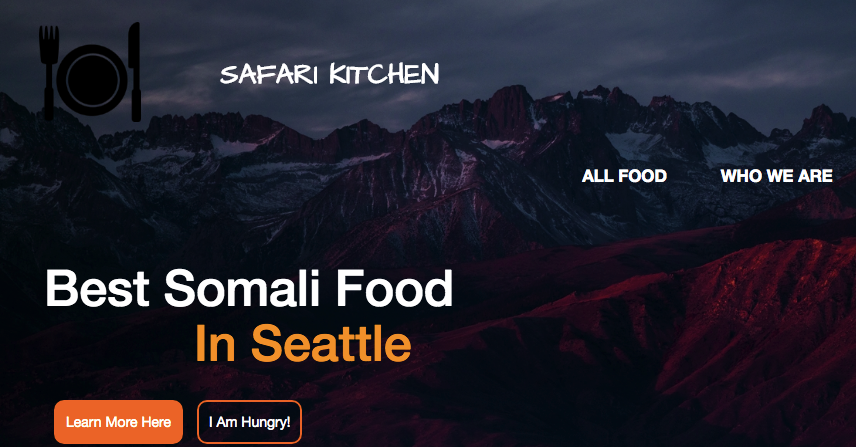 SAFARI KITCHEN
ALL FOOD WHO WE ARE
Best Somali Food
In Seattle
Learn More Here I Am Hungry!